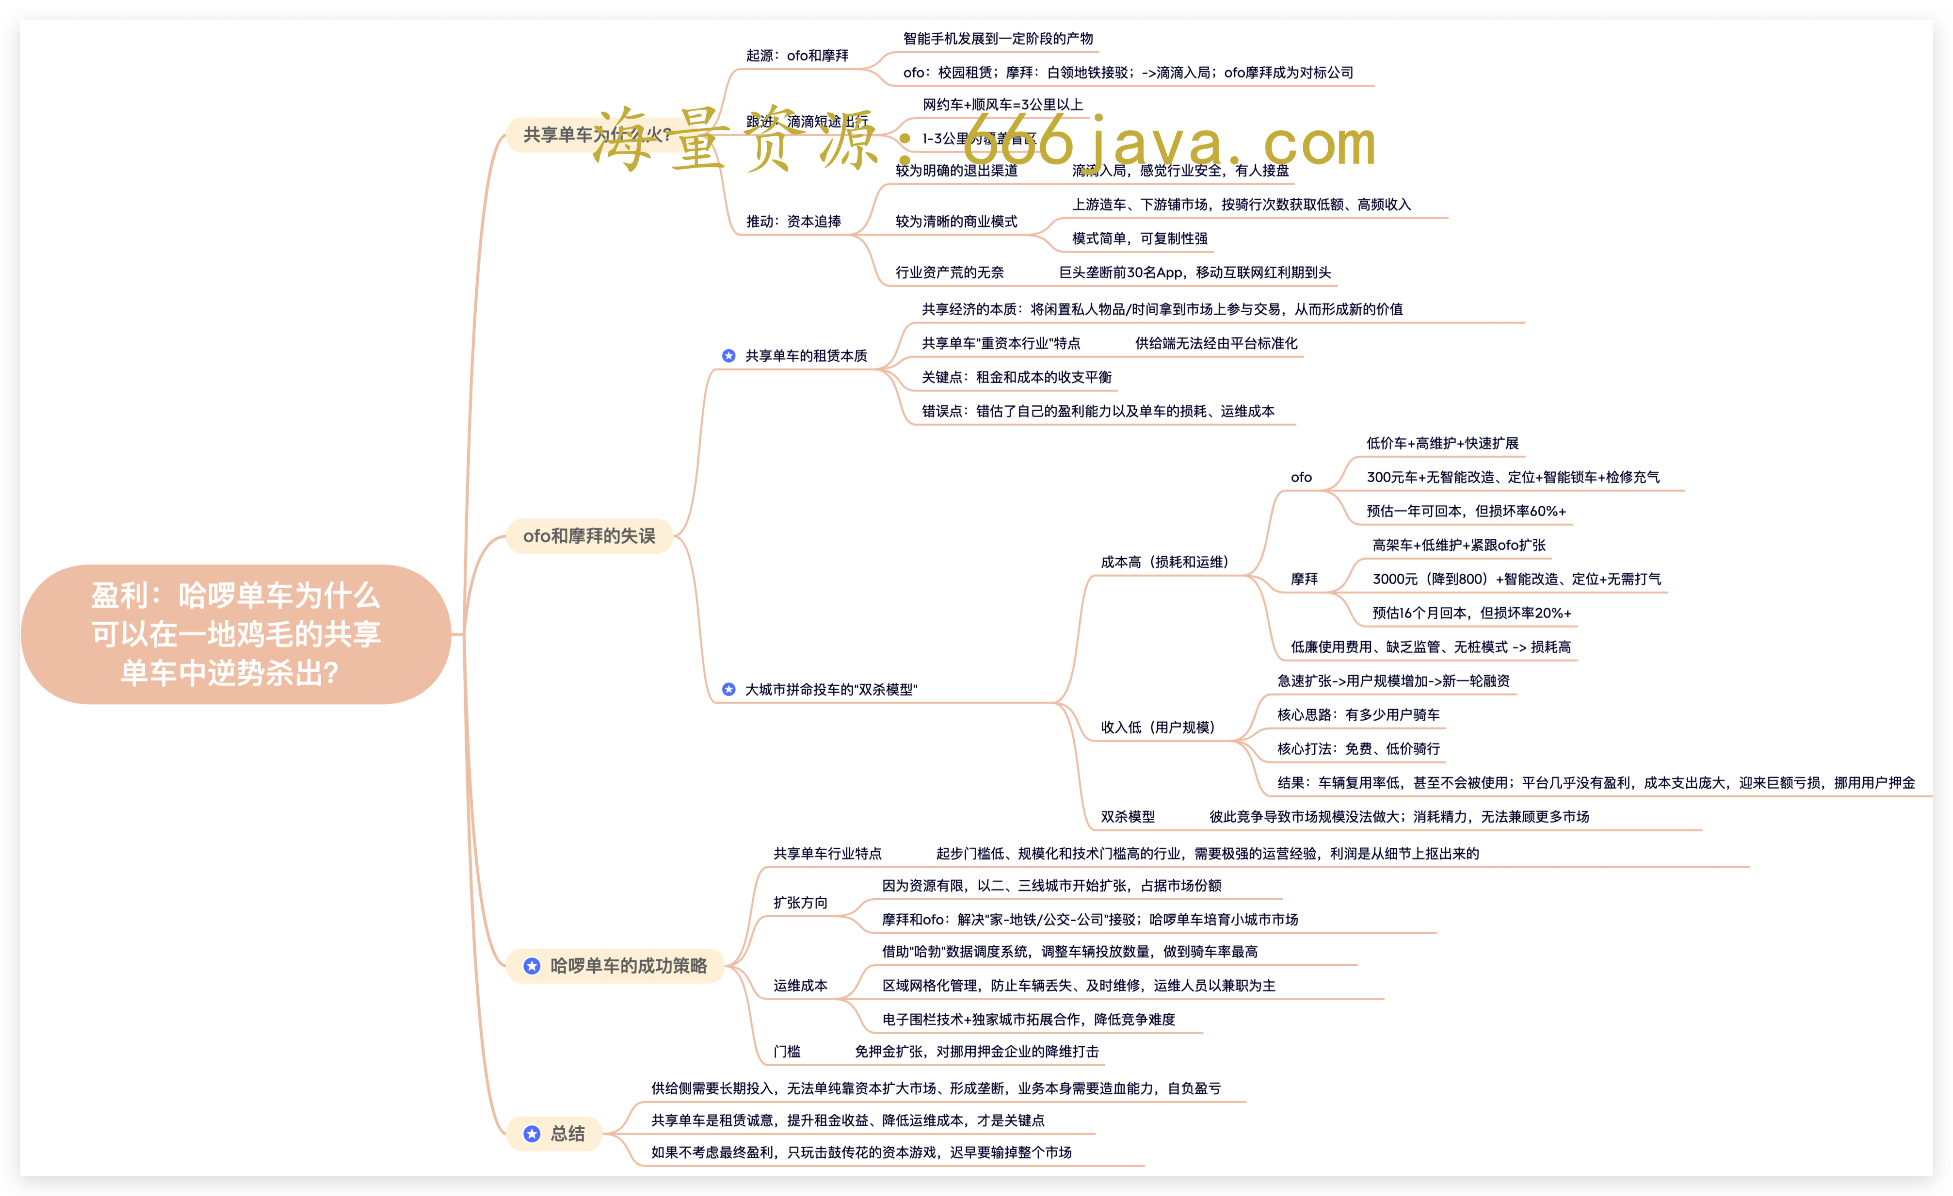 盈利：哈啰单车为什么
可以在一地鸡毛的共享
单车中逆势杀出？
共享单车为什么火？
起源：ofo和摩拜
智能手机发展到一定阶段的产物
ofo：校园租赁；摩拜：白领地铁接驳；->滴滴入局；ofo摩拜成为对标公司
跟进：滴滴短途出行
网约车+顺风车=3公里以上
1-3公里为覆盖盲区
海量资源：666java.com
推动：资本追捧
较为明确的退出渠道
滴滴入局，感觉行业安全，有人接盘
较为清晰的商业模式
上游造车、下游铺市场，按骑行次数获取低额、高频收入
模式简单，可复制性强
行业资产荒的无奈
巨头垄断前30名App，移动互联网红利期到头
ofo和摩拜的失误
共享单车的租赁本质
共享经济的本质：将闲置私人物品/时间拿到市场上参与交易，从而形成新的价值
共享单车"重资本行业"特点
供给端无法经由平台标准化
关键点：租金和成本的收支平衡
错误点：错估了自己的盈利能力以及单车的损耗、运维成本
大城市拼命投车的"双杀模型"
成本高（损耗和运维）
ofo
低价车+高维护+快速扩展
300元车+无智能改造、定位+智能锁车+检修充气
预估一年可回本，但损坏率60%+
摩拜
高架车+低维护+紧跟ofo扩张
3000元（降到800）+智能改造、定位+无需打气
预估16个月回本，但损坏率20%+
低廉使用费用、缺乏监管、无桩模式 -> 损耗高
收入低（用户规模）
急速扩张->用户规模增加->新一轮融资
核心思路：有多少用户骑车
核心打法：免费、低价骑行
结果：车辆复用率低，甚至不会被使用；平台几乎没有盈利，成本支出庞大，迎来巨额亏损，挪用用户押金
双杀模型
彼此竞争导致市场规模没法做大；消耗精力，无法兼顾更多市场
哈啰单车的成功策略
共享单车行业特点
起步门槛低、规模化和技术门槛高的行业，需要极强的运营经验，利润是从细节上抠出来的
扩张方向
因为资源有限，以二、三线城市开始扩张，占据市场份额
摩拜和ofo：解决"家-地铁/公交-公司"接驳；哈啰单车培育小城市市场
运维成本
借助"哈勃"数据调度系统，调整车辆投放数量，做到骑车率最高
区域网格化管理，防止车辆丢失、及时维修，运维人员以兼职为主
电子围栏技术+独家城市拓展合作，降低竞争难度
门槛
免押金扩张，对挪用押金企业的降维打击
总结
供给侧需要长期投入，无法单纯靠资本扩大市场、形成垄断，业务本身需要造血能力，自负盈亏
共享单车是租赁诚意，提升租金收益、降低运维成本，才是关键点
如果不考虑最终盈利，只玩击鼓传花的资本游戏，迟早要输掉整个市场